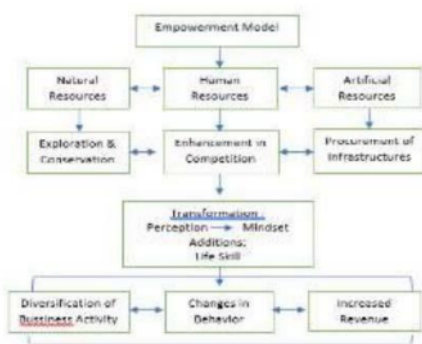 Empowerment Model
Natural
Resources
Human
Resources
Artificial
Resources
Exploration &
Conservation
Enhancement in
Competition
Procurement of
Infrastructures
Transformation :
Perception → Mindset
Additions:
Life Skill
Diversification of
Bussiness Activity
Changes in
Behavior
Increased
Revenue